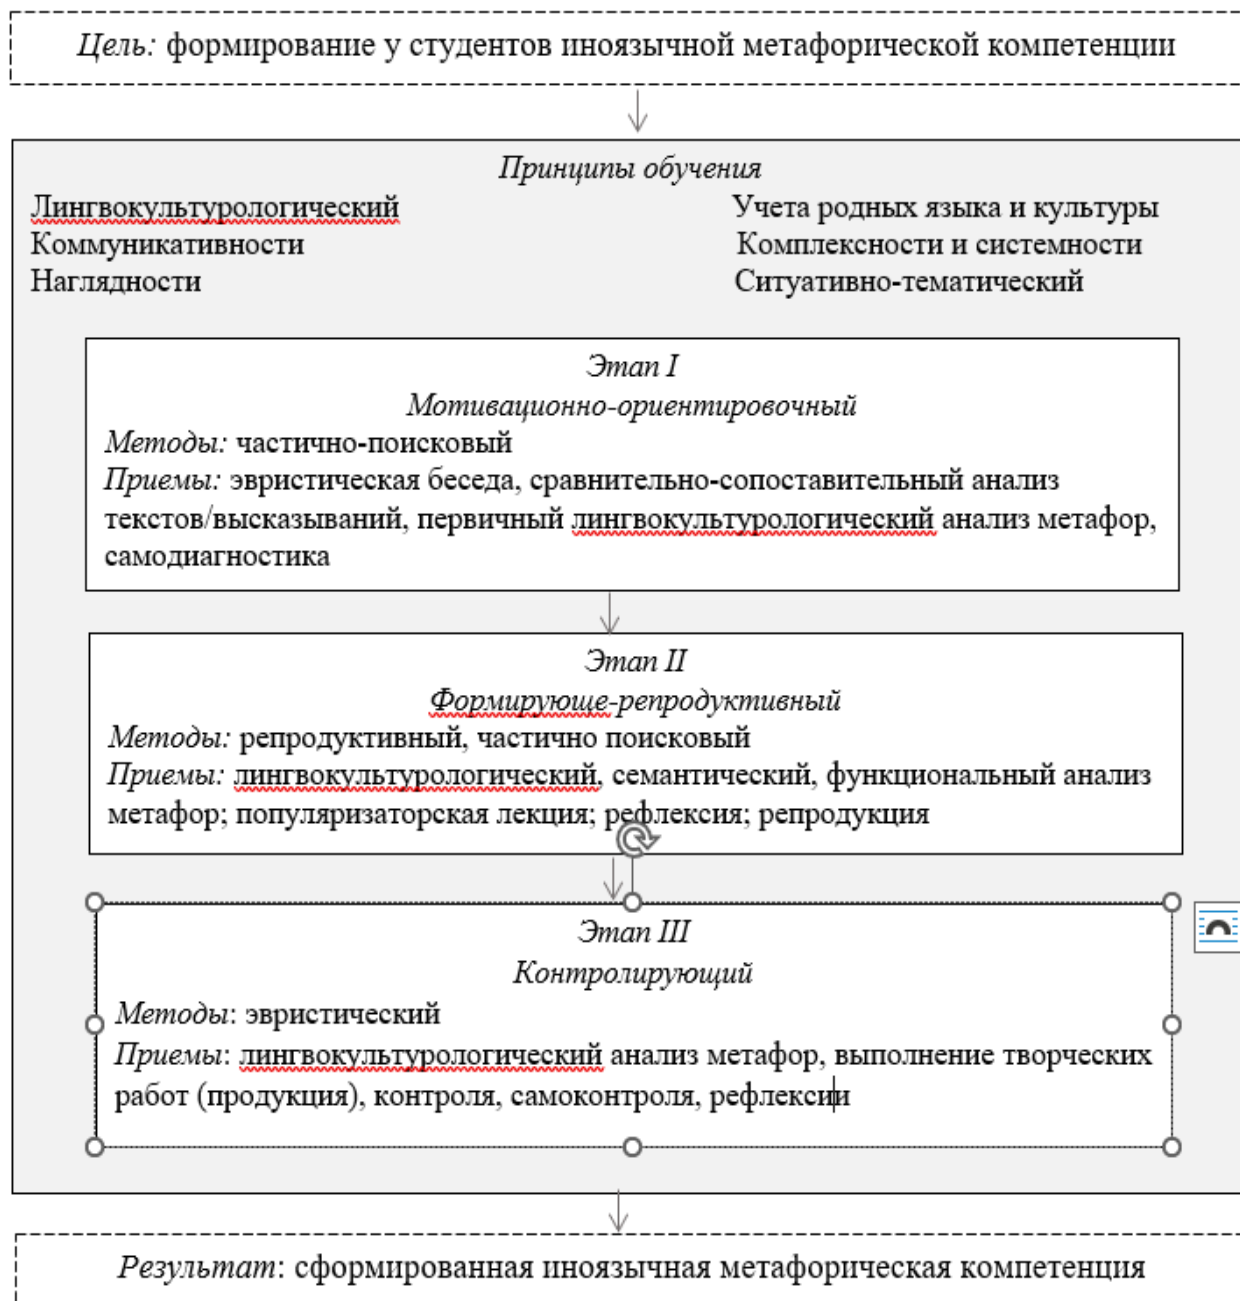 Цель: формирование у студентов иноязычной метафорической компетенции
Принципы обучения
Лингвокультурологический Учета родных языка и культуры
Коммуникативности Комплексности и системности
Наглядности Ситуативно-тематический
Этап I
Мотивационно-ориентировочный
Методы: частично-поисковый
Приемы: эвристическая беседа, сравнительно-сопоставительный анализ
текстов/высказываний, первичный лингвокультурологический анализ метафор,
самодиагностика
Этап II
Формирующе-репродуктивный
Методы: репродуктивный, частично поисковый
Приемы: лингвокультурологический, семантический, функциональный анализ
метафор; популяризаторская лекция; рефлексия; репродукция
Этап III
Контролирующий
Методы: эвристический
Приемы: лингвокультурологический анализ метафор, выполнение творческих
работ (продукция), контроля, самоконтроля, рефлексии
Результат: сформированная иноязычная метафорическая компетенция